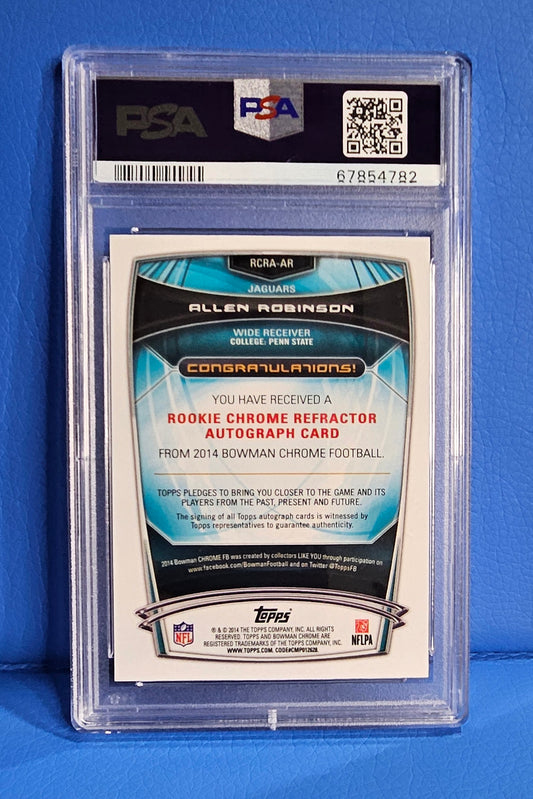 PSA
PSA
67854782
RCRA-AR
JAGUARS
ALLEN ROBINSON
WIDE RECEIVER
COLLEGE: PENN STATE
CONGRATULATIONS!
YOU HAVE RECEIVED A
ROOKIE CHROME REFRACTOR
AUTOGRAPH CARD
FROM 2014 BOWMAN CHROME FOOTBALL.
TOPPS PLEDGES TO BRING YOU CLOSER TO THE GAME AND ITS
PLAYERS FROM THE PAST, PRESENT AND FUTURE.
The signing of all Topps autograph cards is witnessed by
Topps representatives to guarantee authenticity.
2014 Bowman CHROME FB was created by collectors LIKE YOU through participation on
www.facebook.com/BowmanFootball and on Twitter @ToppsFB
Topps
NFL
® & © 2014 THE TOPPS COMPANY, INC. ALL RIGHTS
RESERVED. TOPPS AND BOWMAN CHROME ARE
REGISTERED TRADEMARKS OF THE TOPPS COMPANY, INC.
WWW.TOPPS.COM. CODE#CMP012628.
NFLPA